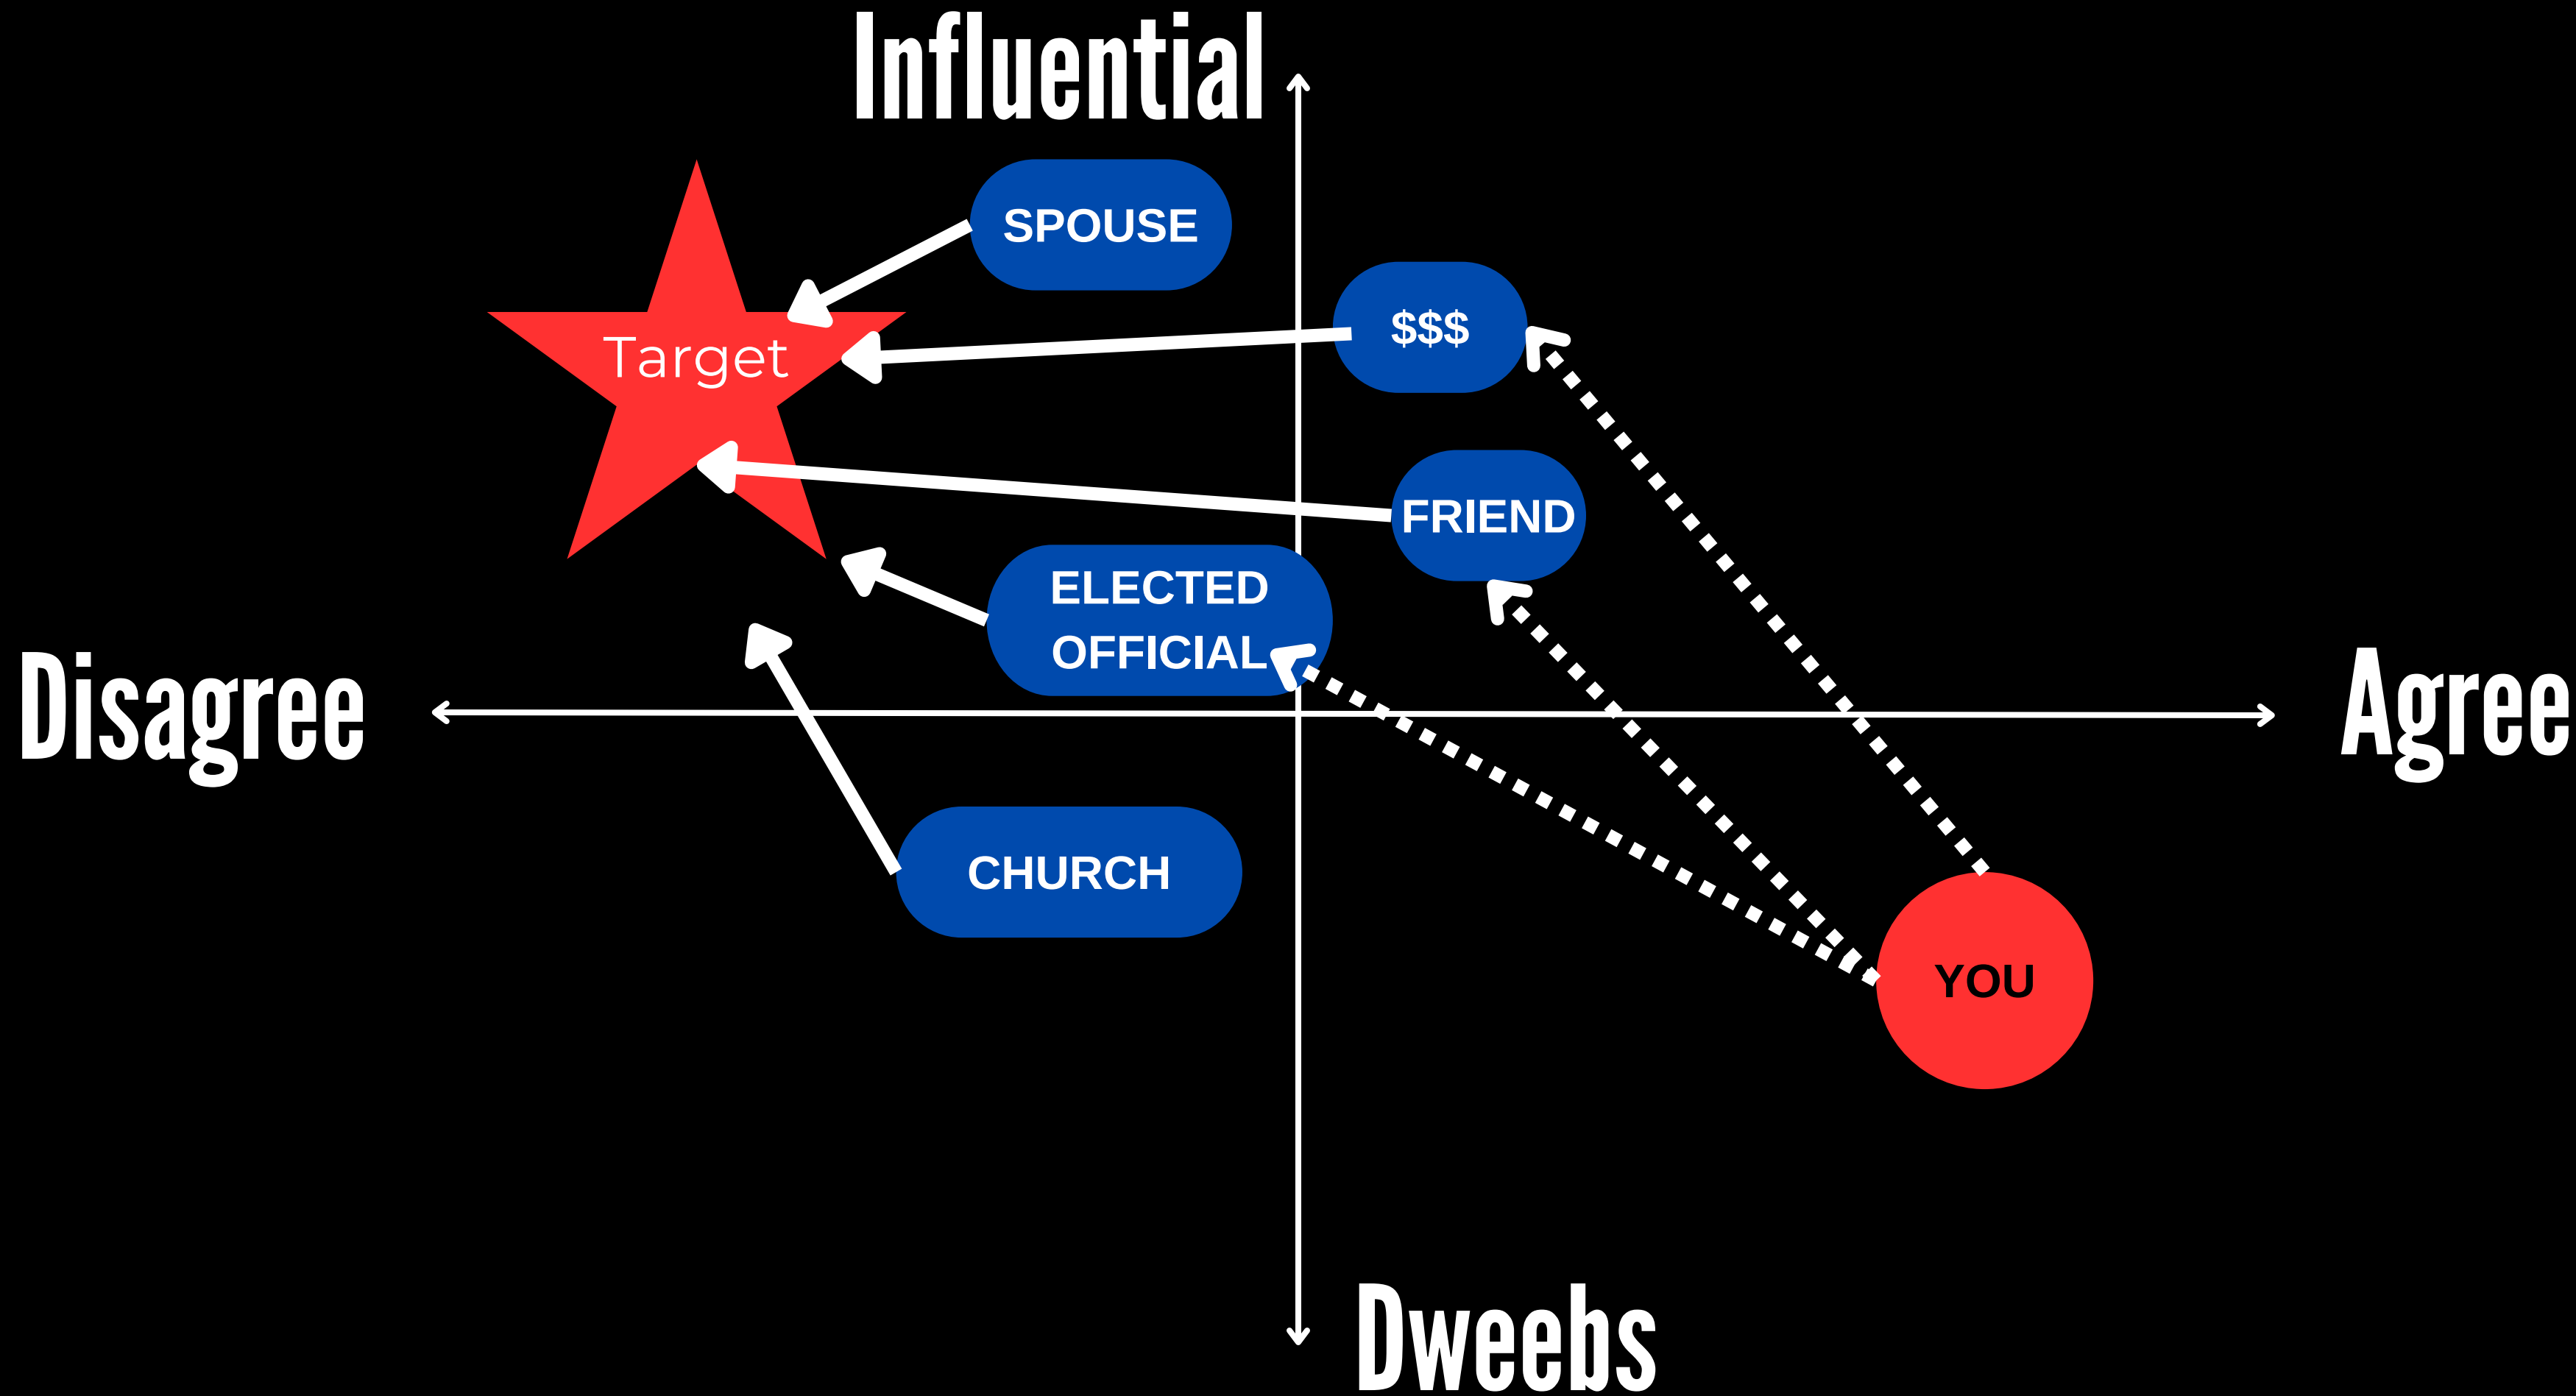 Influential
SPOUSE
$$$
Target
FRIEND
ELECTED
OFFICIAL
Disagree
Agree
CHURCH
YOU
Dweebs